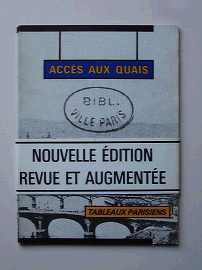 ACCÈS AUX QUAIS
BIBL.
VILLE PARIS
NOUVELLE ÉDITION
REVUE ET AUGMENTÉE
TABLEAUX PARISIENS